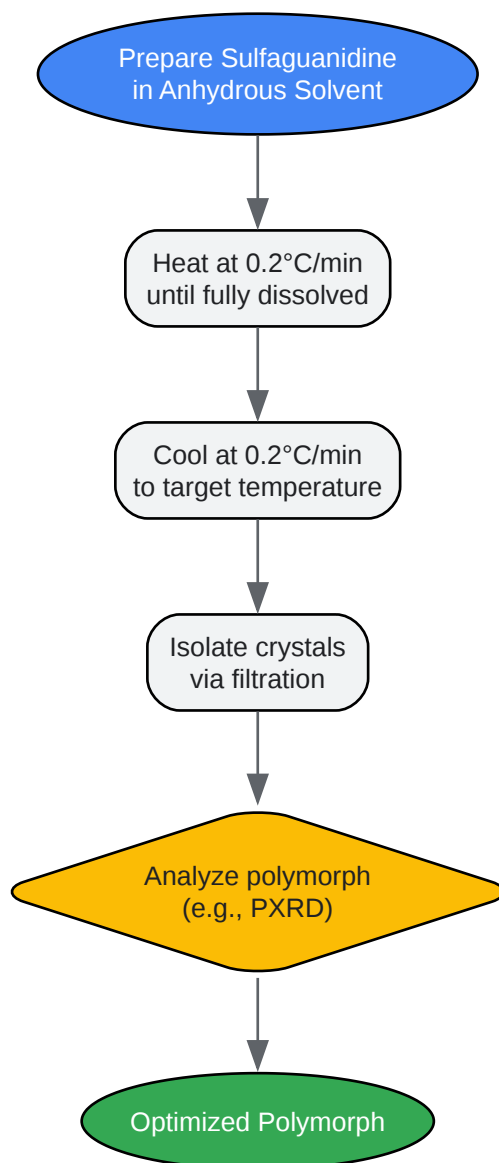 Prepare Sulfaguanidine
in Anhydrous Solvent
Heat at 0.2°C/min
until fully dissolved
Cool at 0.2°C/min
to target temperature
Isolate crystals
via filtration
Analyze polymorph
(e.g., PXRD)
Optimized Polymorph